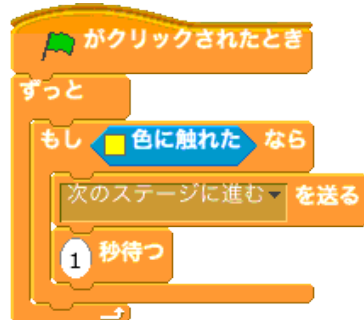 がクリックされたとき
ずっと
もし 色に触れた なら
次のステージに進む を送る
1 秒待つ